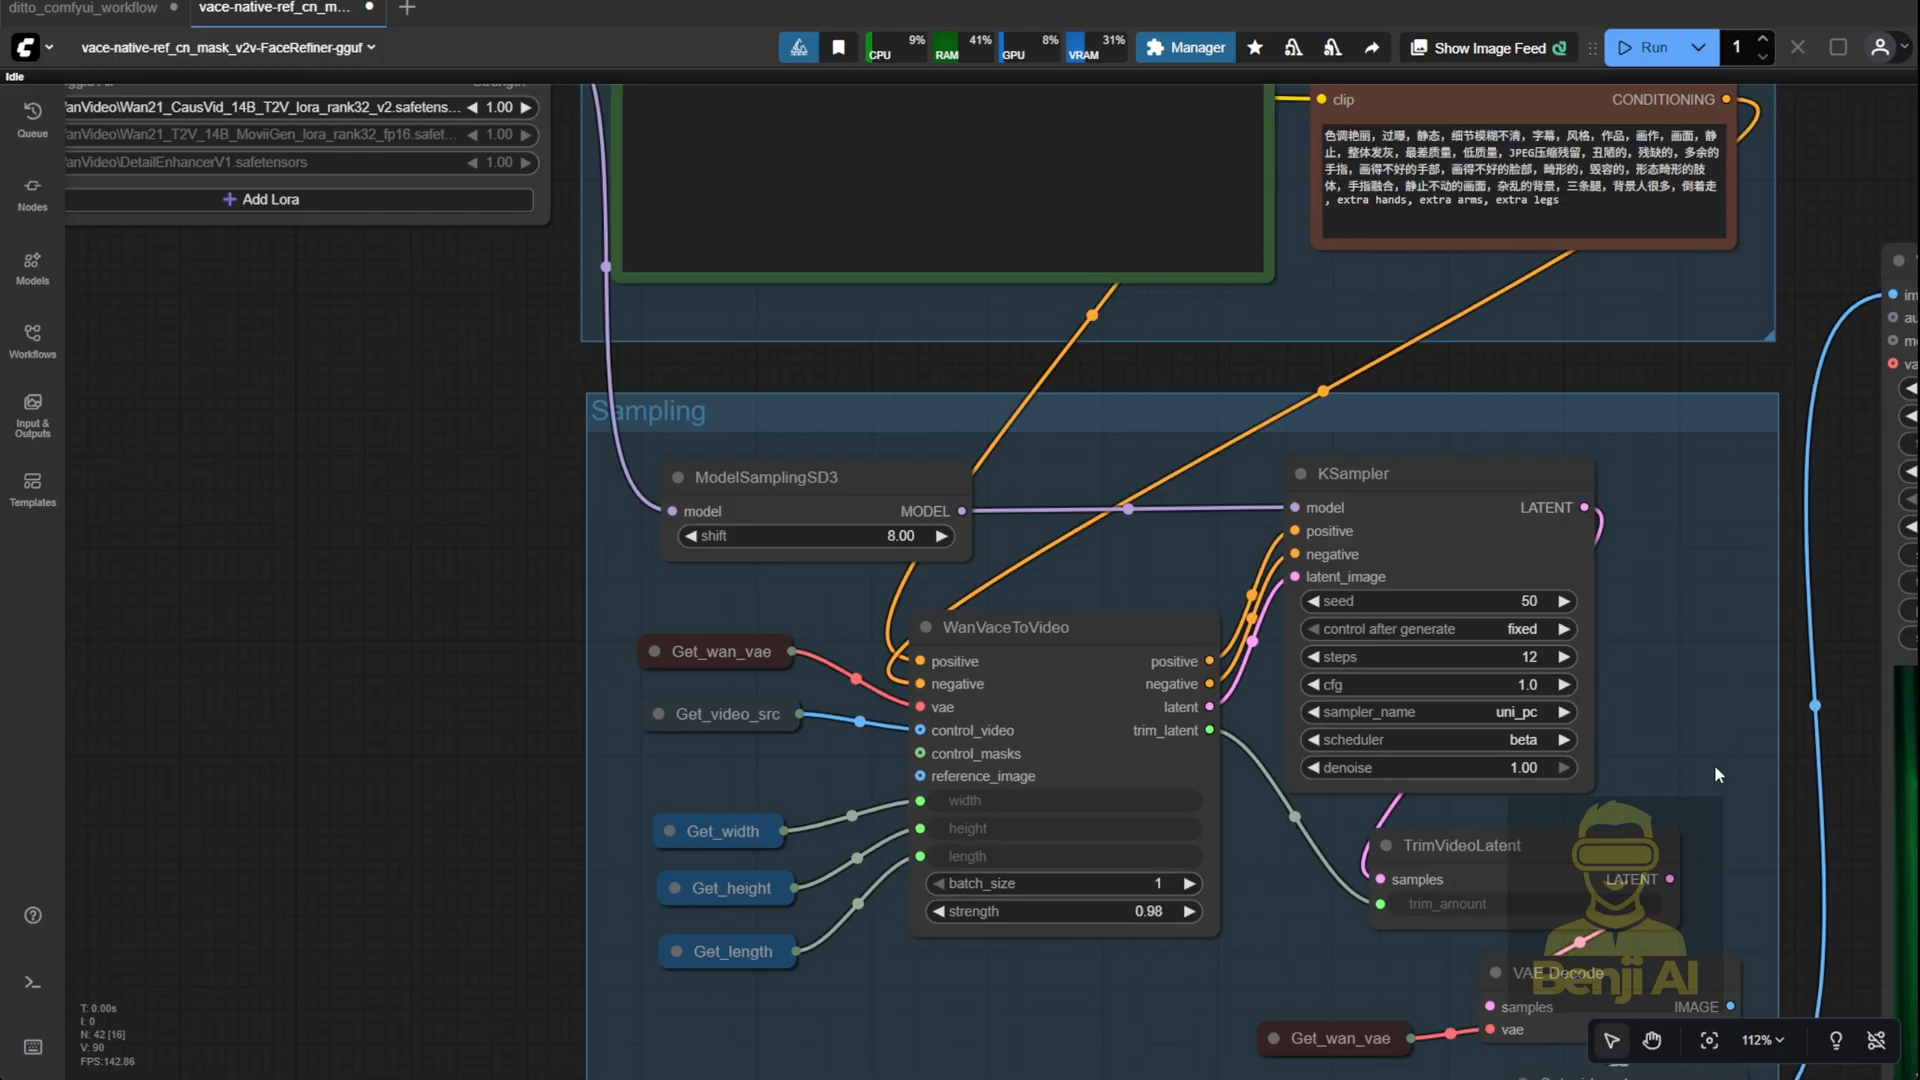 ditto_comfyui_workflow
vace-native-ref_cn_m...
vace-native-ref_cn_mask_v2v-FaceRefiner-gguf
CPU 9%
RAM 41%
GPU 8%
VRAM 31%
Manager
Show Image Feed
Run
1
Idle
Queue
Nodes
Models
Workflows
Input & Outputs
Templates
'anVideo\Wan21_CausVid_14B_T2V_lora_rank32_v2.safetens... 1.00
'anVideo\Wan21_T2V_14B_MoviiGen_lora_rank32_fp16.safet... 1.00
'anVideo\DetailEnhancerV1.safetensors 1.00
+ Add Lora
clip CONDITIONING
色调艳丽，过曝，静态，细节模糊不清，字幕，风格，作品，画作，画面，静
止，整体发灰，最差质量，低质量，JPEG压缩残留，丑陋的，残缺的，多余的
手指，画得不好的手部，画得不好的脸部，畸形的，毁容的，形态畸形的肢
体，手指融合，静止不动的画面，杂乱的背景，三条腿，背景人很多，倒着走
, extra hands, extra arms, extra legs
Sampling
ModelSamplingSD3
model MODEL
shift 8.00
KSampler
model LATENT
positive
negative
latent_image
seed 50
control after generate fixed
steps 12
cfg 1.0
sampler_name uni_pc
scheduler beta
denoise 1.00
Get_wan_vae
Get_video_src
Get_width
Get_height
Get_length
WanVaceToVideo
positive positive
negative negative
vae latent
control_video trim_latent
control_masks
reference_image
width
height
length
batch_size 1
strength 0.98
TrimVideoLatent
samples LATENT
trim_amount
Benji AI
VAE Decode
samples IMAGE
vae
Get_wan_vae
im
au
me
va
T: 0.00s
I: 0
N: 42 [16]
V: 90
FPS:142.86
112%